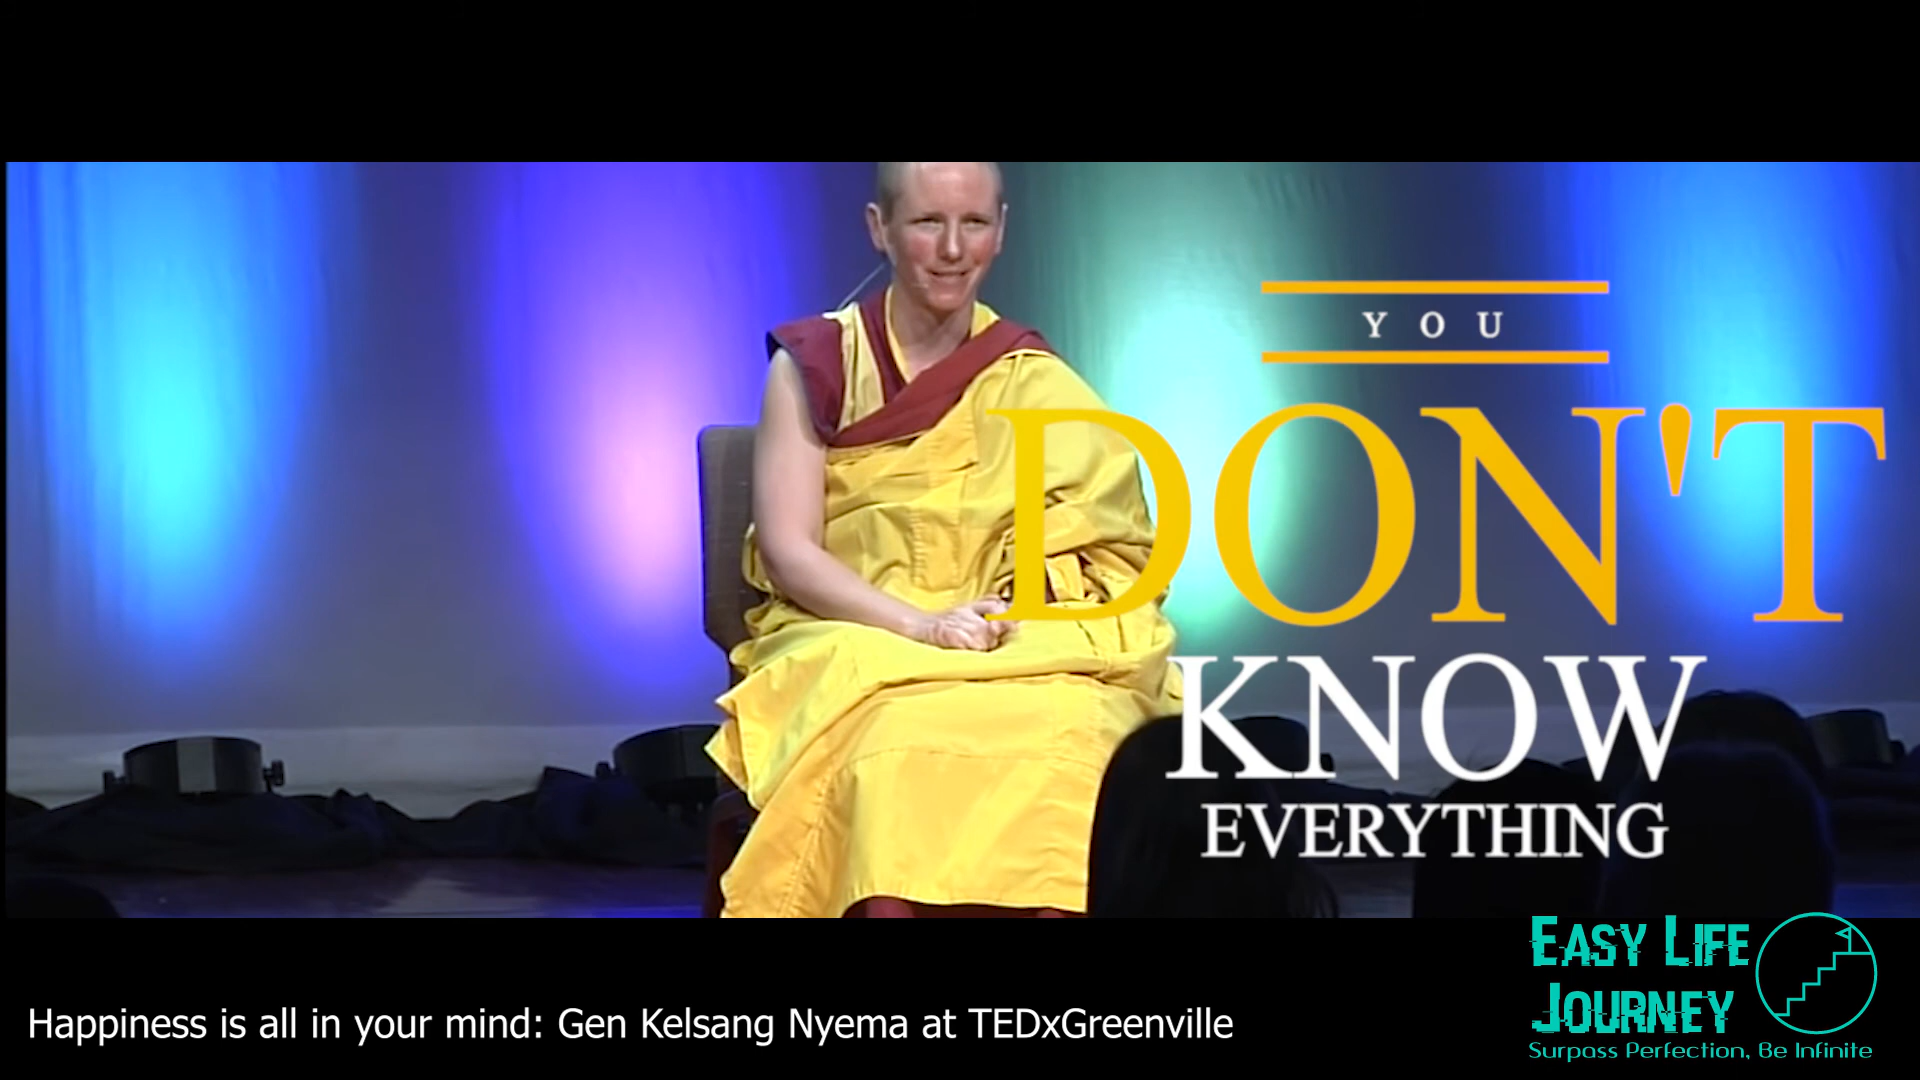 YOU
DON'T
KNOW
EVERYTHING
EASY LIFE
JOURNEY
Surpass Perfection, Be Infinite
Happiness is all in your mind: Gen Kelsang Nyema at TEDxGreenville